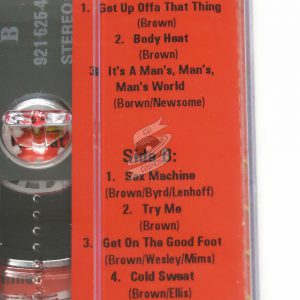 B
921 525-4
STEREO
1. Get Up Offa That Thing
(Brown)
2. Body Heat
(Brown)
3. It's A Man's, Man's,
Man's World
(Borwn/Newsome)
Side B:
1. Sex Machine
(Brown/Byrd/Lenhoff)
2. Try Me
(Brown)
3. Get On The Good Foot
(Brown/Wesley/Mims)
4. Cold Sweat
(Brown/Ellis)